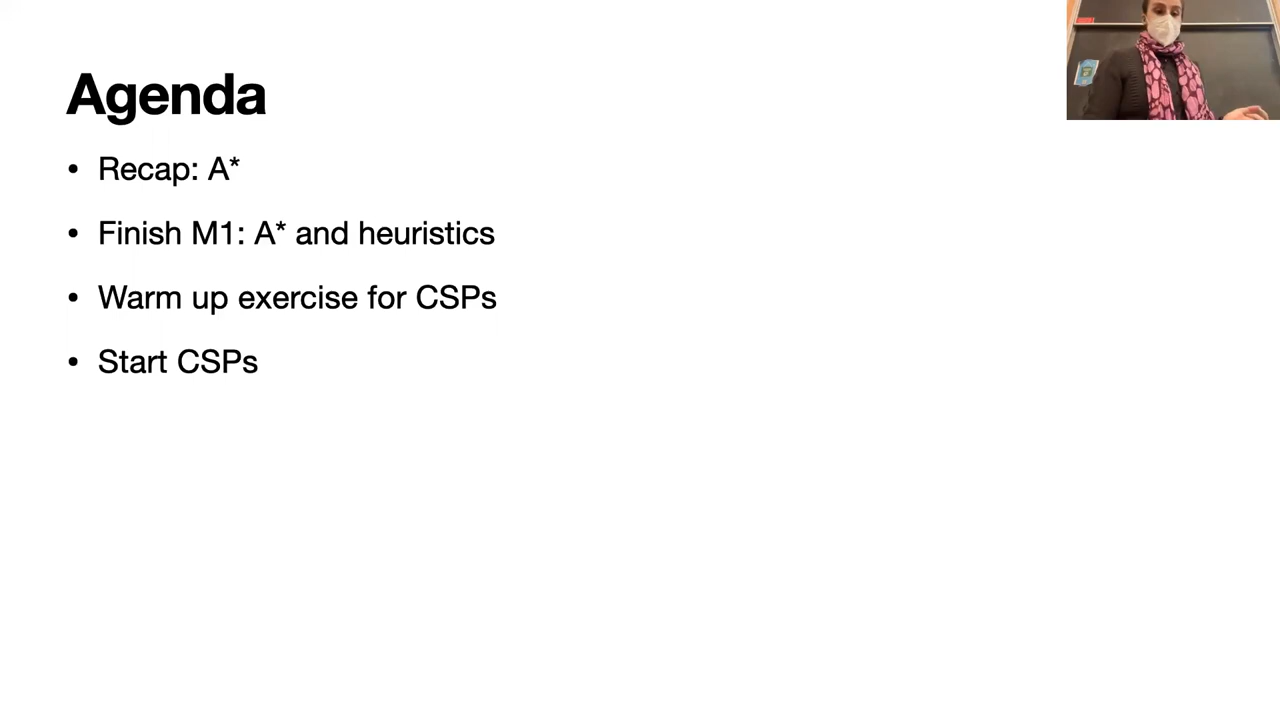 Agenda
• Recap: A*
• Finish M1: A* and heuristics
• Warm up exercise for CSPs
• Start CSPs